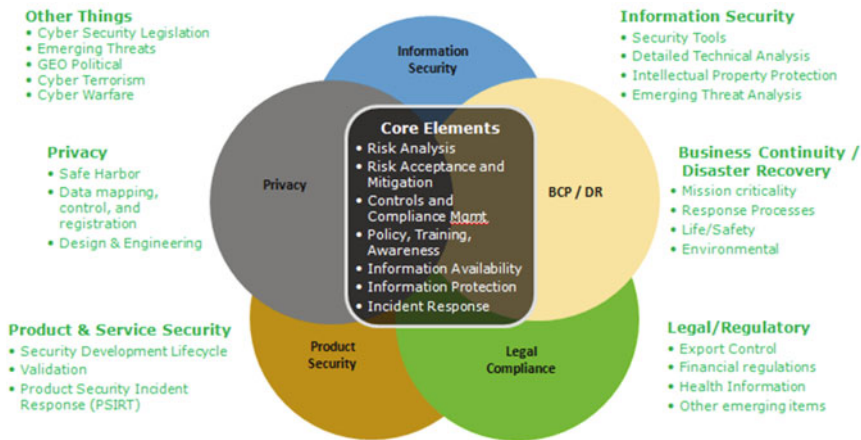 Other Things
• Cyber Security Legislation
• Emerging Threats
• GEO Political
• Cyber Terrorism
• Cyber Warfare
Information Security
• Security Tools
• Detailed Technical Analysis
• Intellectual Property Protection
• Emerging Threat Analysis
Information
Security
Privacy
• Safe Harbor
• Data mapping,
control, and
registration
• Design & Engineering
Privacy
Core Elements
• Risk Analysis
• Risk Acceptance and
Mitigation
• Controls and
Compliance Mgmt
• Policy, Training,
Awareness
• Information Availability
• Information Protection
• Incident Response
BCP / DR
Business Continuity /
Disaster Recovery
• Mission criticality
• Response Processes
• Life/Safety
• Environmental
Product & Service Security
• Security Development Lifecycle
• Validation
• Product Security Incident
Response (PSIRT)
Product
Security
Legal
Compliance
Legal/Regulatory
• Export Control
• Financial regulations
• Health Information
• Other emerging items